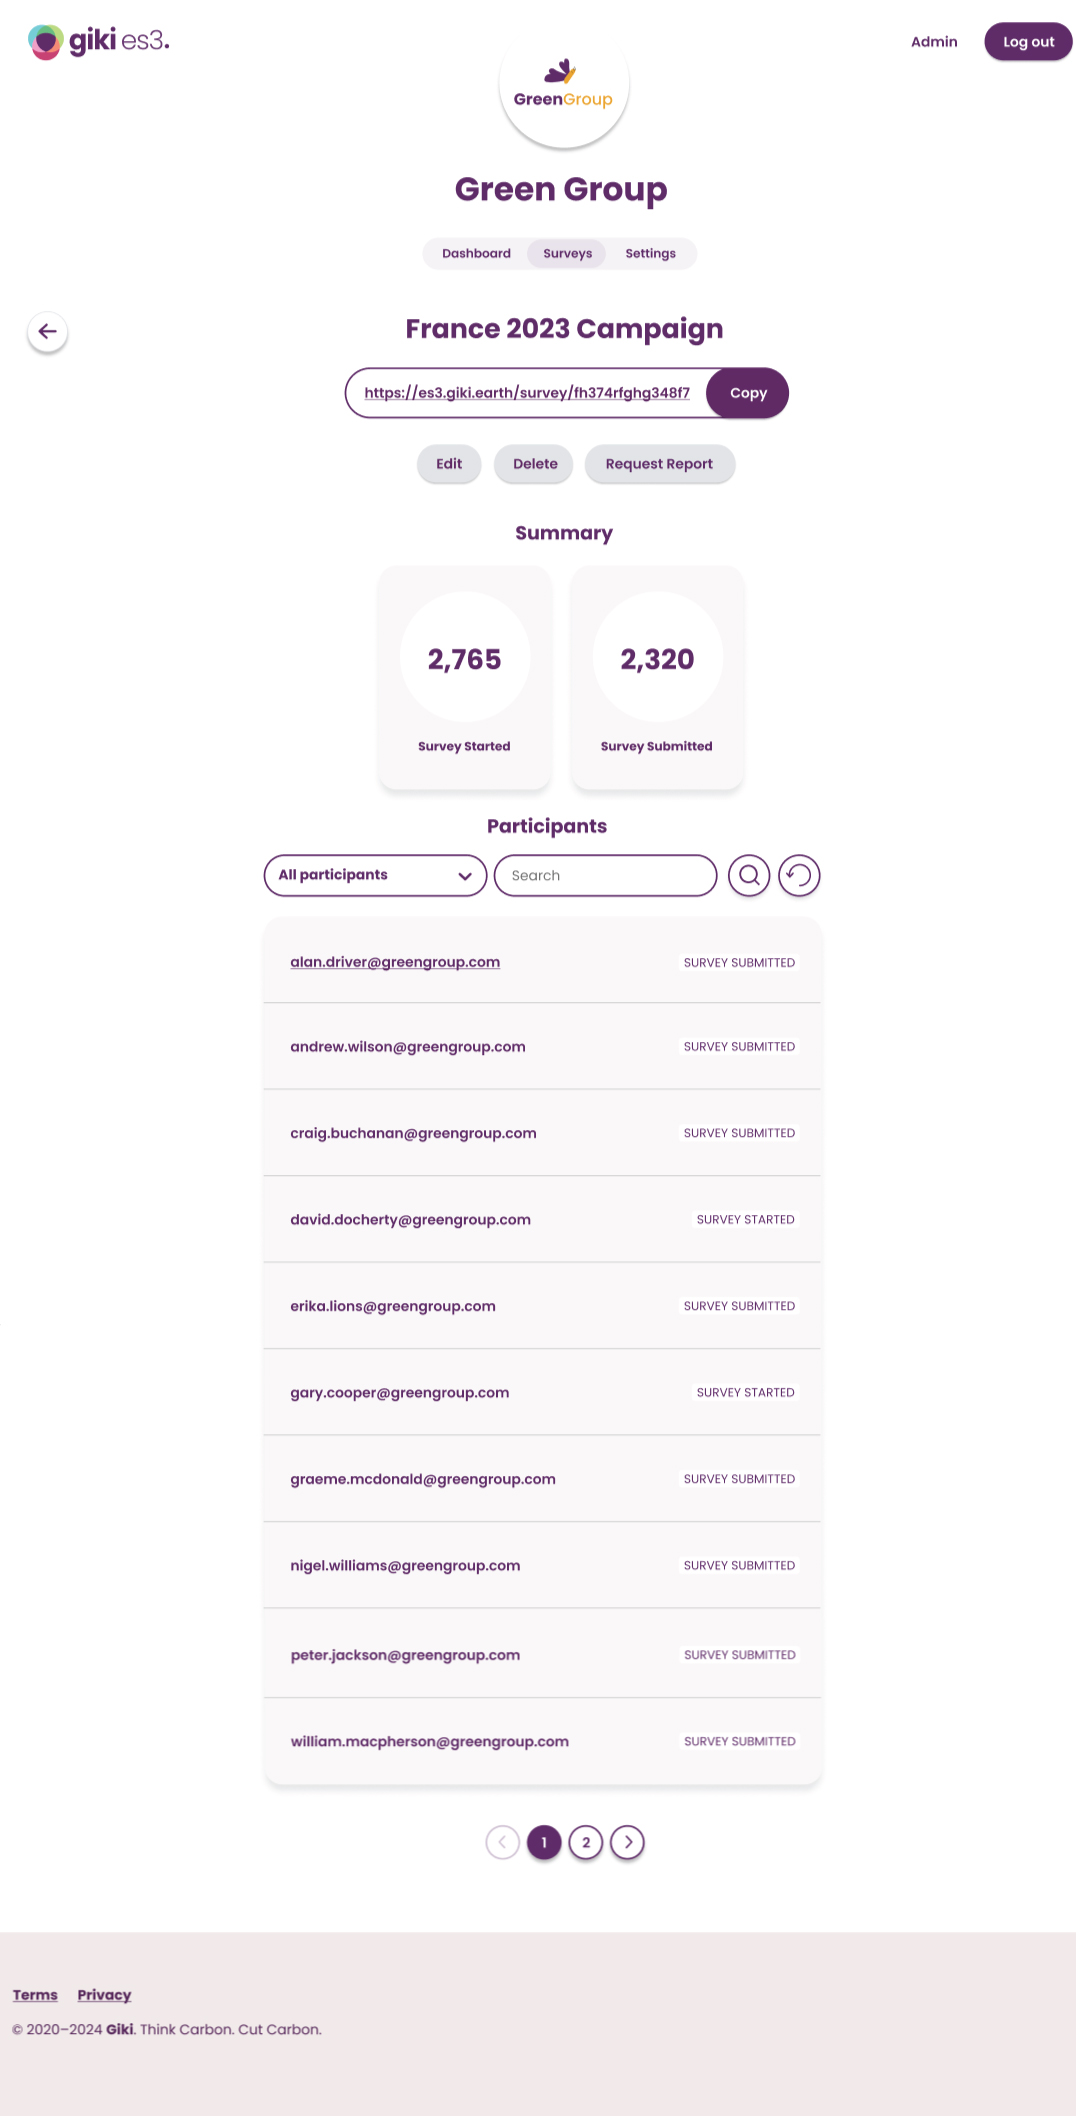 giki es3.
Admin
Log out
GreenGroup
Green Group
Dashboard Surveys Settings
France 2023 Campaign
https://es3.giki.earth/survey/fh374rfghg348f7 Copy
Edit Delete Request Report
Summary
2,765 2,320
Survey Started Survey Submitted
Participants
All participants Search
alan.driver@greengroup.com SURVEY SUBMITTED
andrew.wilson@greengroup.com SURVEY SUBMITTED
craig.buchanan@greengroup.com SURVEY SUBMITTED
david.docherty@greengroup.com SURVEY STARTED
erika.lions@greengroup.com SURVEY SUBMITTED
gary.cooper@greengroup.com SURVEY STARTED
graeme.mcdonald@greengroup.com SURVEY SUBMITTED
nigel.williams@greengroup.com SURVEY SUBMITTED
peter.jackson@greengroup.com SURVEY SUBMITTED
william.macpherson@greengroup.com SURVEY SUBMITTED
1 2
Terms Privacy
© 2020–2024 Giki. Think Carbon. Cut Carbon.